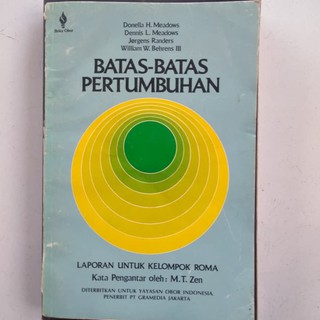 Donella H. Meadows
Dennis L. Meadows
Jørgens Randers
William W. Behrens III
BATAS-BATAS
PERTUMBUHAN
LAPORAN UNTUK KELOMPOK ROMA
Kata Pengantar oleh: M.T. Zen
DITERBITKAN UNTUK YAYASAN OBOR INDONESIA,
PENERBIT PT GRAMEDIA JAKARTA